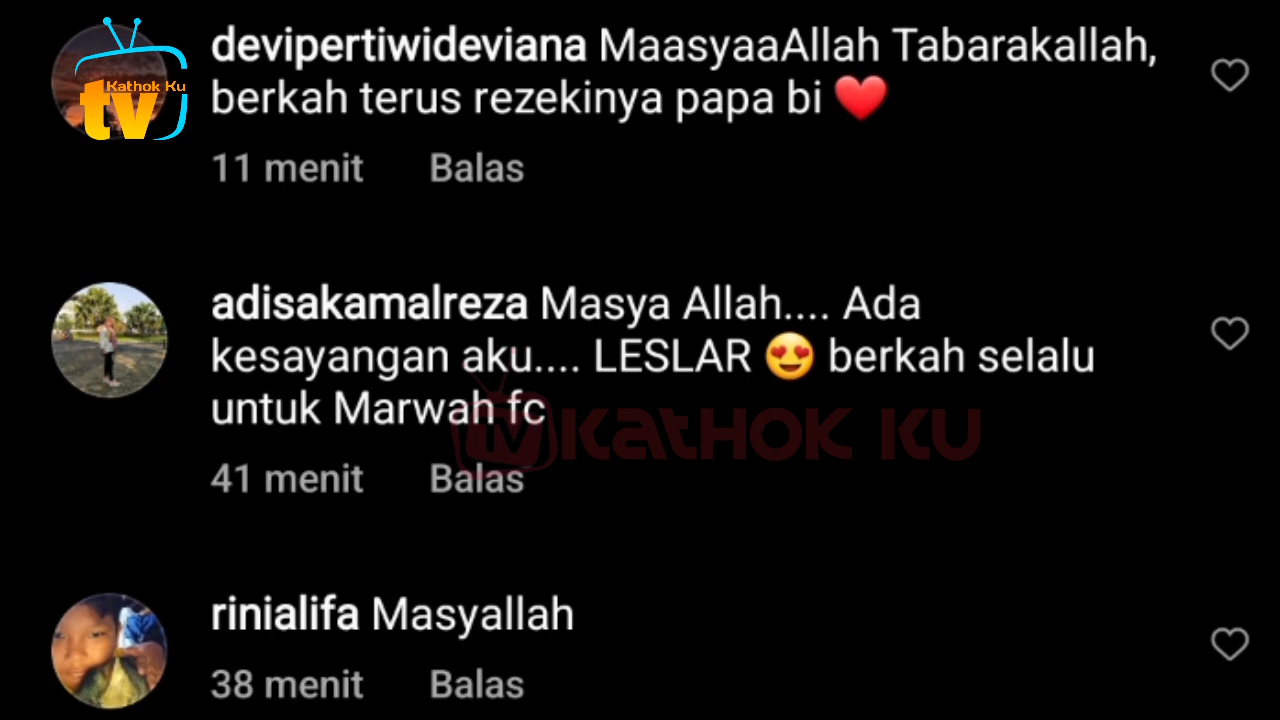 devipertiwideviana MaasyaaAllah Tabarakallah,
berkah terus rezekinya papa bi ❤️
11 menit Balas
Kathok Ku
tv
adisakamalreza Masya Allah.... Ada
kesayangan aku.... LESLAR 😍 berkah selalu
untuk Marwah fc
41 menit Balas
TV KATHOK KU
rinialifa Masyallah
38 menit Balas